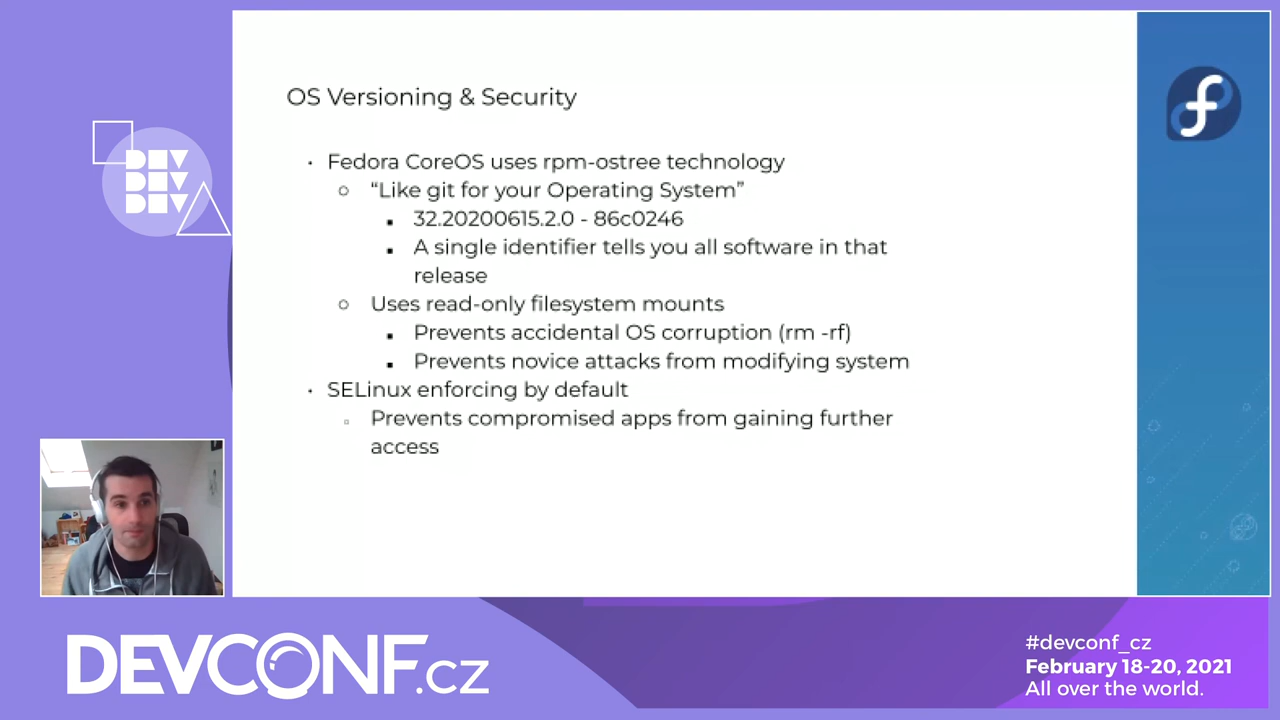 OS Versioning & Security
• Fedora CoreOS uses rpm-ostree technology
○ “Like git for your Operating System”
▪ 32.20200615.2.0 - 86c0246
▪ A single identifier tells you all software in that
release
○ Uses read-only filesystem mounts
▪ Prevents accidental OS corruption (rm -rf)
▪ Prevents novice attacks from modifying system
• SELinux enforcing by default
▫ Prevents compromised apps from gaining further
access
DEV
DEV
DEV
DEVCONF.cz
#devconf_cz
February 18-20, 2021
All over the world.